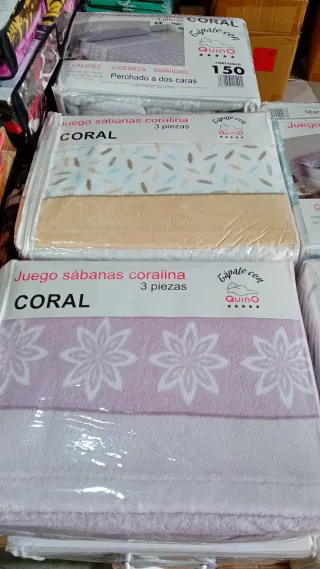 CORAL
Tápate con
QuinO
CALIDEZ LIGEREZA SUAVIDAD
Perchado a dos caras
150
Juego sábanas coralina
3 piezas
CORAL
Tápate con
QuinO
Juego
Juego sábanas coralina
3 piezas
CORAL
Tápate con
QuinO